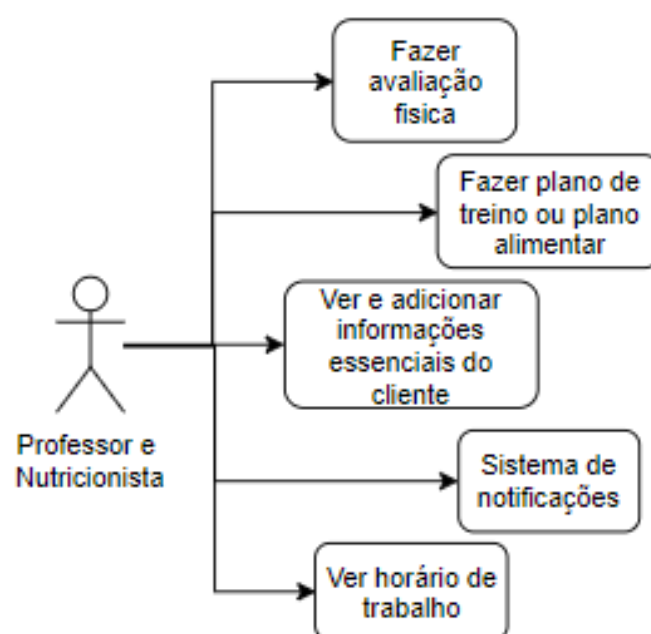 Fazer
avaliação
fisica
Fazer plano de
treino ou plano
alimentar
Ver e adicionar
informações
essenciais do
cliente
Professor e
Nutricionista
Sistema de
notificações
Ver horário de
trabalho